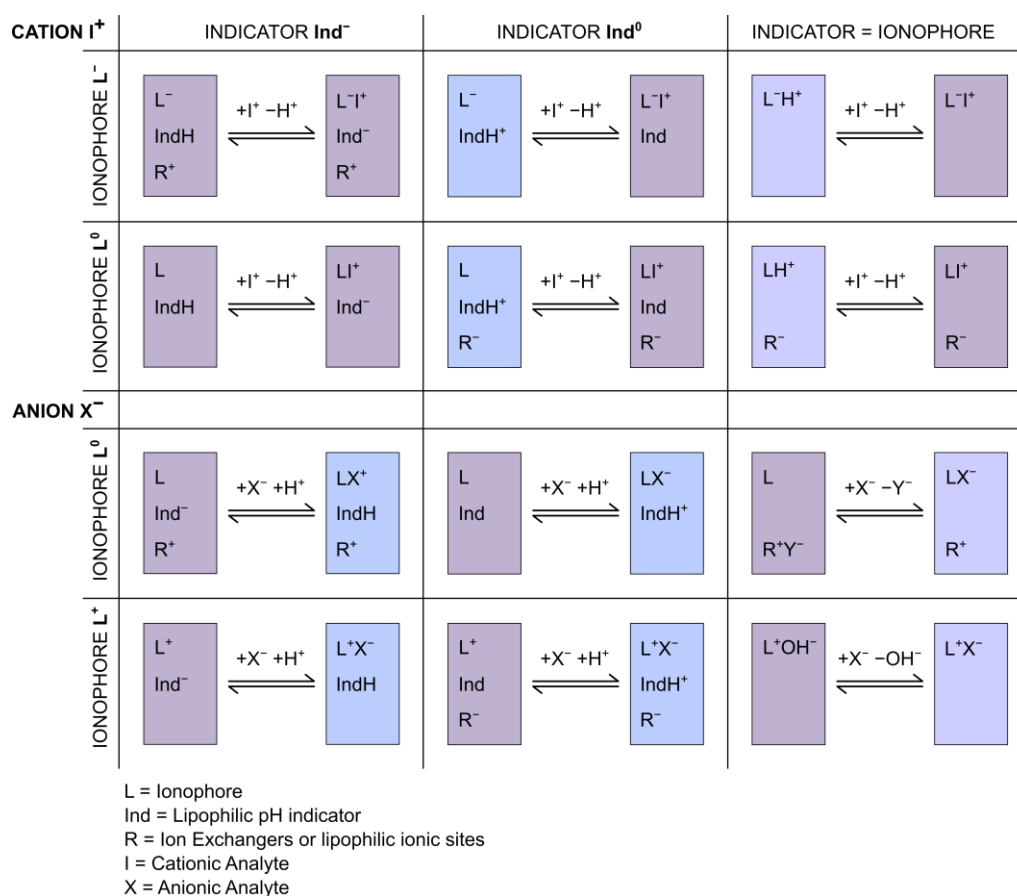 CATION I⁺ INDICATOR Ind⁻ INDICATOR Ind⁰ INDICATOR = IONOPHORE
IONOPHORE L⁻
L⁻ +I⁺ −H⁺ L⁻I⁺ L⁻ +I⁺ −H⁺ L⁻I⁺ L⁻H⁺ +I⁺ −H⁺ L⁻I⁺
IndH Ind⁻ IndH⁺ Ind
R⁺ R⁺
IONOPHORE L⁰
L +I⁺ −H⁺ LI⁺ L +I⁺ −H⁺ LI⁺ LH⁺ +I⁺ −H⁺ LI⁺
IndH Ind⁻ IndH⁺ Ind
R⁻ R⁻ R⁻ R⁻
ANION X⁻
IONOPHORE L⁰
L +X⁻ +H⁺ LX⁺ L +X⁻ +H⁺ LX⁻ L +X⁻ −Y⁻ LX⁻
Ind⁻ IndH Ind IndH⁺
R⁺ R⁺ R⁺Y⁻ R⁺
IONOPHORE L⁺
L⁺ +X⁻ +H⁺ L⁺X⁻ L⁺ +X⁻ +H⁺ L⁺X⁻ L⁺OH⁻ +X⁻ −OH⁻ L⁺X⁻
Ind⁻ IndH Ind IndH⁺
R⁻ R⁻
L = Ionophore
Ind = Lipophilic pH indicator
R = Ion Exchangers or lipophilic ionic sites
I = Cationic Analyte
X = Anionic Analyte